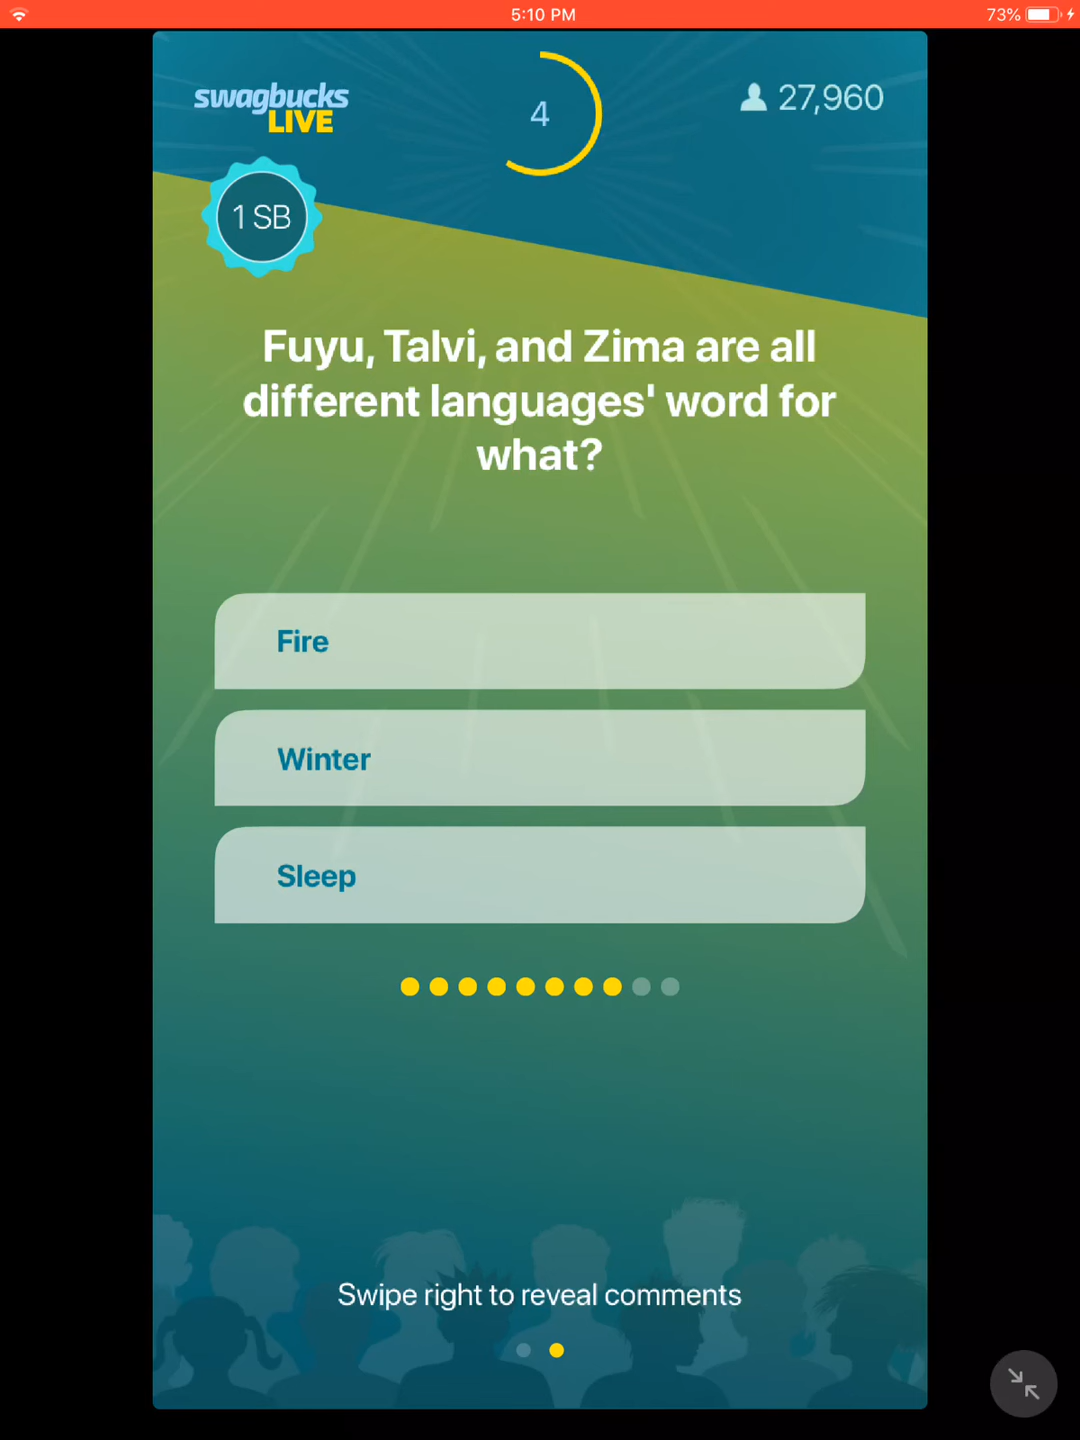 5:10 PM
73%
swagbucks
LIVE
4
27,960
1 SB
Fuyu, Talvi, and Zima are all
different languages' word for
what?
Fire
Winter
Sleep
Swipe right to reveal comments